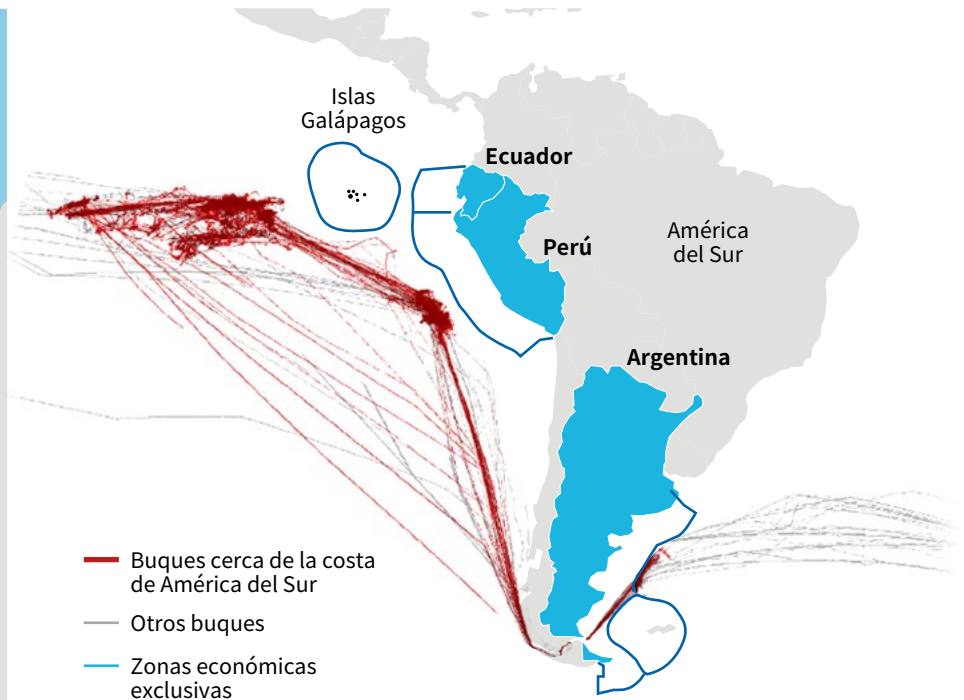 Islas
Galápagos
Ecuador
Perú
América
del Sur
Argentina
Buques cerca de la costa
de América del Sur
Otros buques
Zonas económicas
exclusivas